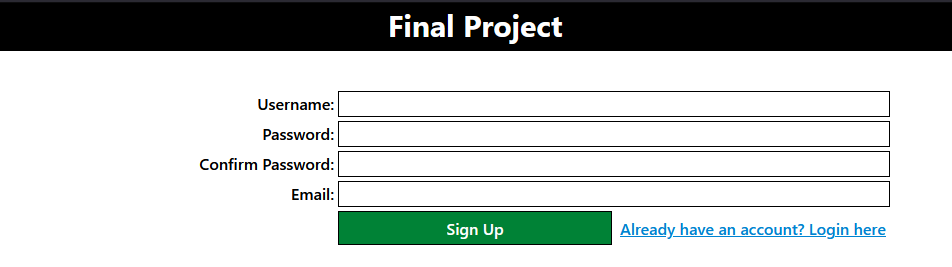 Final Project
Username:
Password:
Confirm Password:
Email:
Sign Up Already have an account? Login here